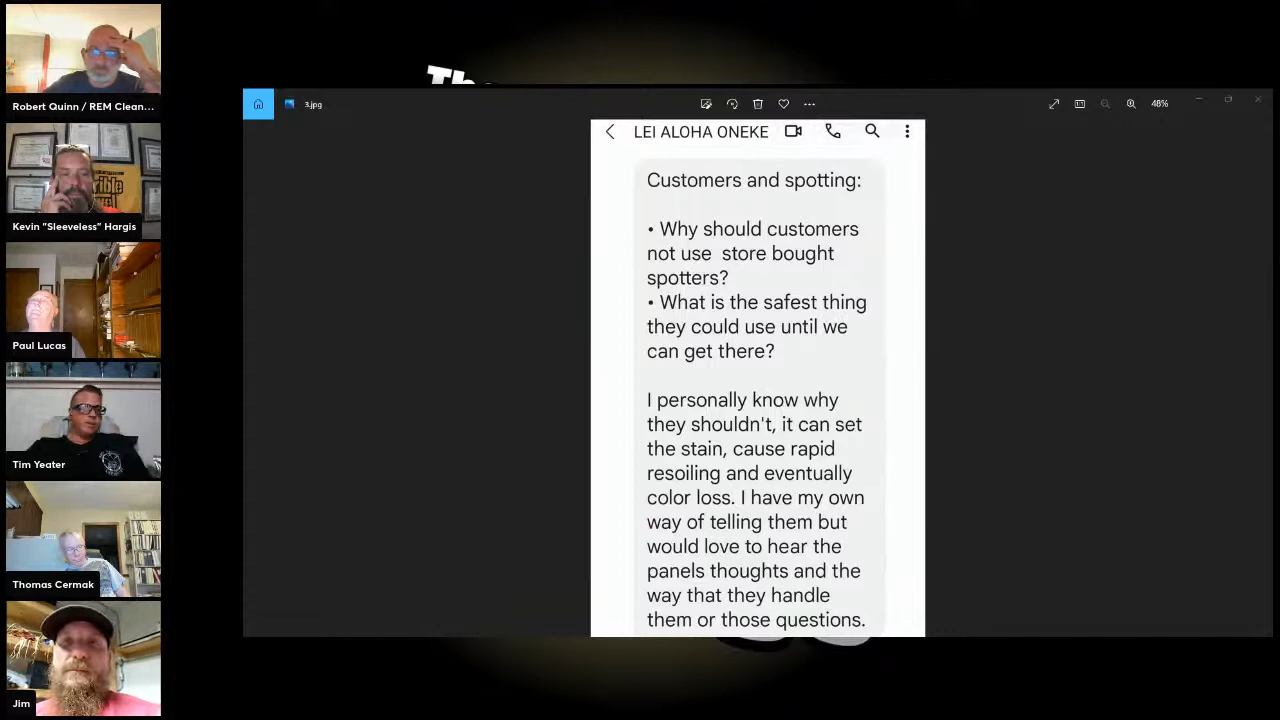 Robert Quinn / REM Clean...
Kevin "Sleeveless" Hargis
Paul Lucas
Tim Yeater
Thomas Cermak
Jim
The
3.jpg
48%
LEI ALOHA ONEKE
Customers and spotting:
• Why should customers
not use store bought
spotters?
• What is the safest thing
they could use until we
can get there?
I personally know why
they shouldn't, it can set
the stain, cause rapid
resoiling and eventually
color loss. I have my own
way of telling them but
would love to hear the
panels thoughts and the
way that they handle
them or those questions.